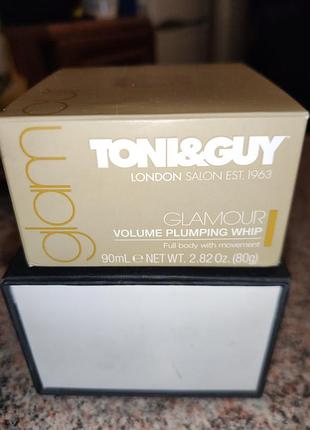 glam
TONI&GUY
LONDON SALON EST. 1963
GLAMOUR
VOLUME PLUMPING WHIP
Full body with movement
90mL ℮ NET WT. 2.82 Oz. (80g)